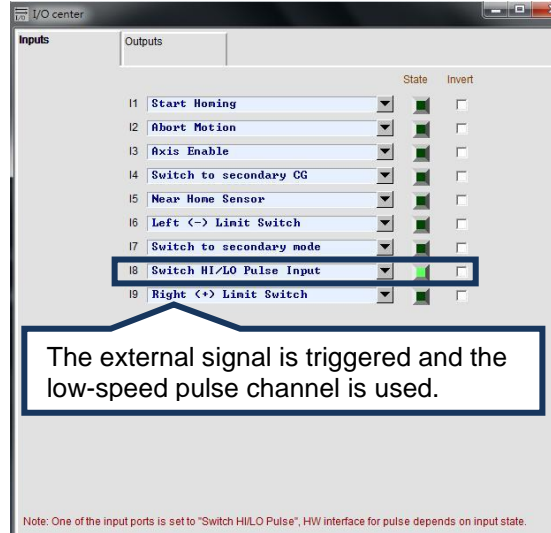 I/O center
Inputs
Outputs
State Invert
I1 Start Homing
I2 Abort Motion
I3 Axis Enable
I4 Switch to secondary CG
I5 Near Home Sensor
I6 Left (-) Limit Switch
I7 Switch to secondary mode
I8 Switch HI/LO Pulse Input
I9 Right (+) Limit Switch
The external signal is triggered and the
low-speed pulse channel is used.
Note: One of the input ports is set to "Switch HI/LO Pulse", HW interface for pulse depends on input state.